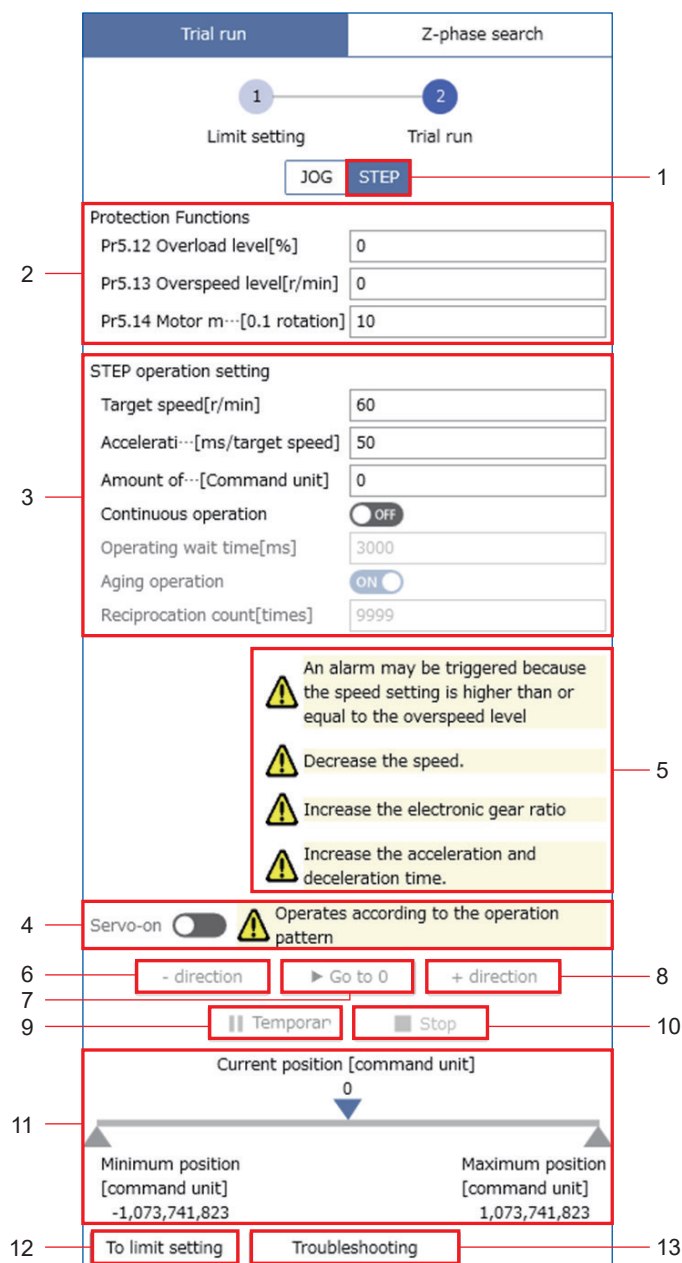 Trial run
Z-phase search
1
2
Limit setting
Trial run
JOG
STEP
1
Protection Functions
2
Pr5.12 Overload level[%]
0
Pr5.13 Overspeed level[r/min]
0
Pr5.14 Motor m⋯[0.1 rotation]
10
STEP operation setting
3
Target speed[r/min]
60
Accelerati⋯[ms/target speed]
50
Amount of⋯[Command unit]
0
Continuous operation
OFF
Operating wait time[ms]
3000
Aging operation
ON
Reciprocation count[times]
9999
An alarm may be triggered because
the speed setting is higher than or
equal to the overspeed level
Decrease the speed.
5
Increase the electronic gear ratio
Increase the acceleration and
deceleration time.
4
Servo-on
Operates according to the operation
pattern
6
- direction
7
Go to 0
+ direction
8
9
Temporar
Stop
10
11
Current position [command unit]
0
Minimum position
[command unit]
-1,073,741,823
Maximum position
[command unit]
1,073,741,823
12
To limit setting
Troubleshooting
13